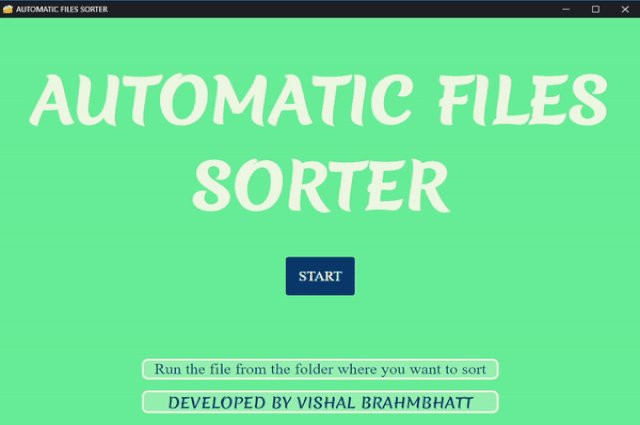 AUTOMATIC FILES SORTER
AUTOMATIC FILES
SORTER
START
Run the file from the folder where you want to sort
DEVELOPED BY VISHAL BRAHMBHATT